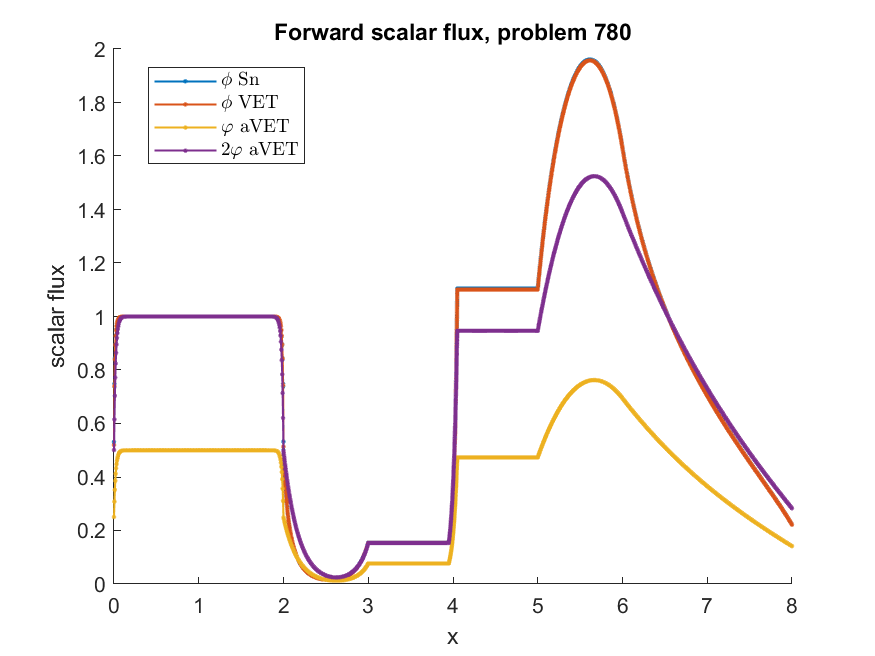 Forward scalar flux, problem 780
ϕ Sn
ϕ VET
φ aVET
2φ aVET
2
1.8
1.6
1.4
1.2
1
0.8
0.6
0.4
0.2
0
scalar flux
0 1 2 3 4 5 6 7 8
x